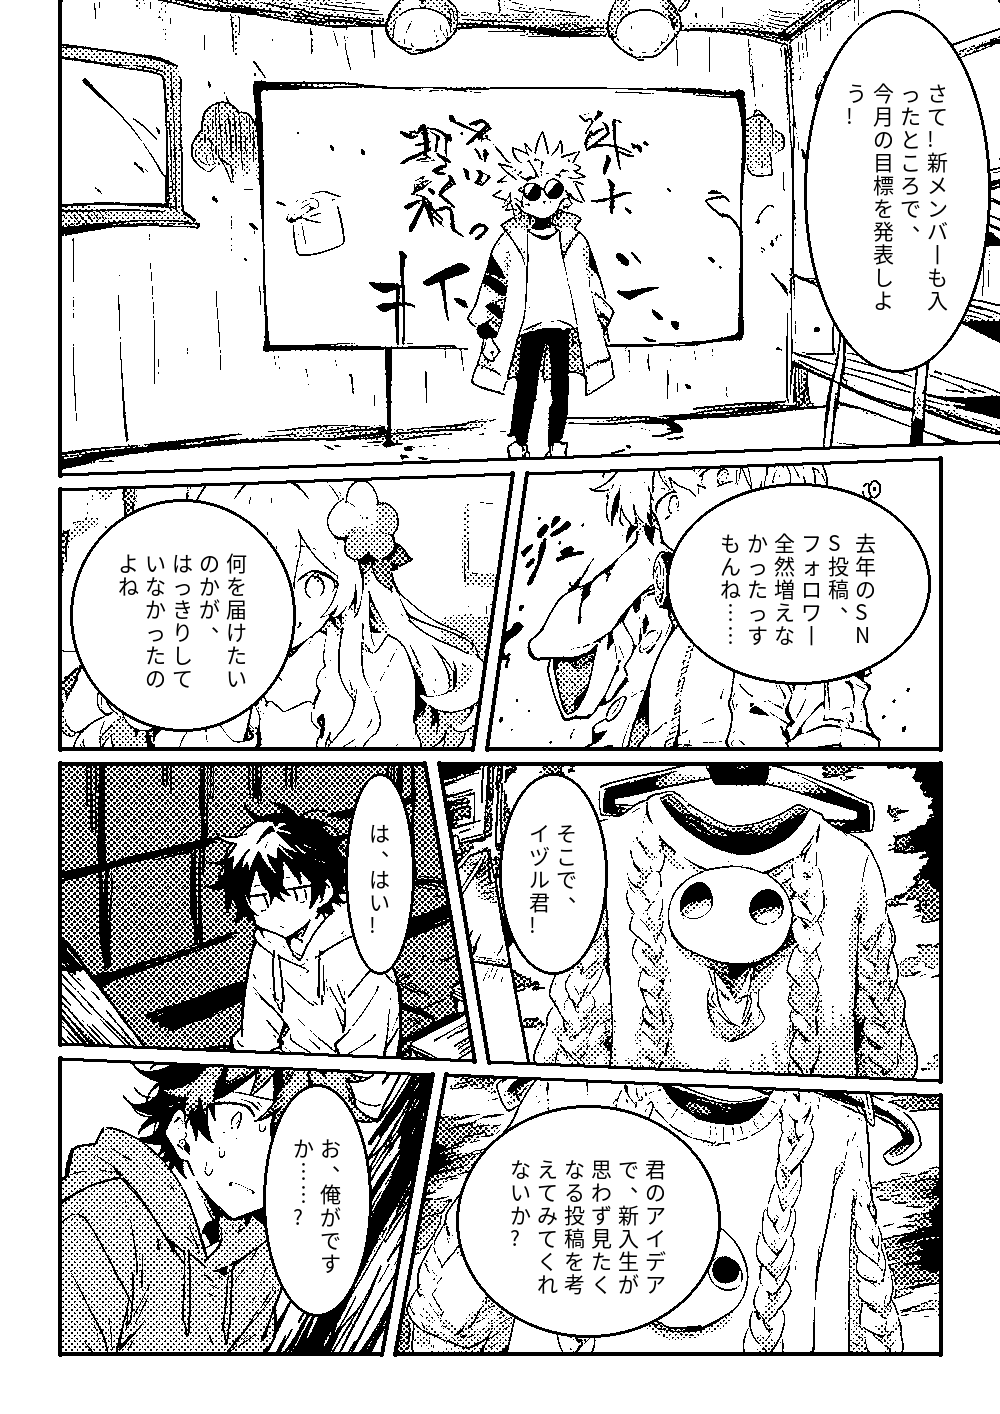 さて！新メンバーも入
ったところで、
今月の目標を発表しよ
う！
去年のSN
S投稿、
フォロワー
全然増えな
かったっす
もんね……
何を届けたい
のかが、
はっきりして
いなかったの
よね
そこで、
イヅル君！
は、はい！
君のアイデア
で、新入生が
思わず見たく
なる投稿を考
えてみてくれ
ないか？
お、俺がです
か……？